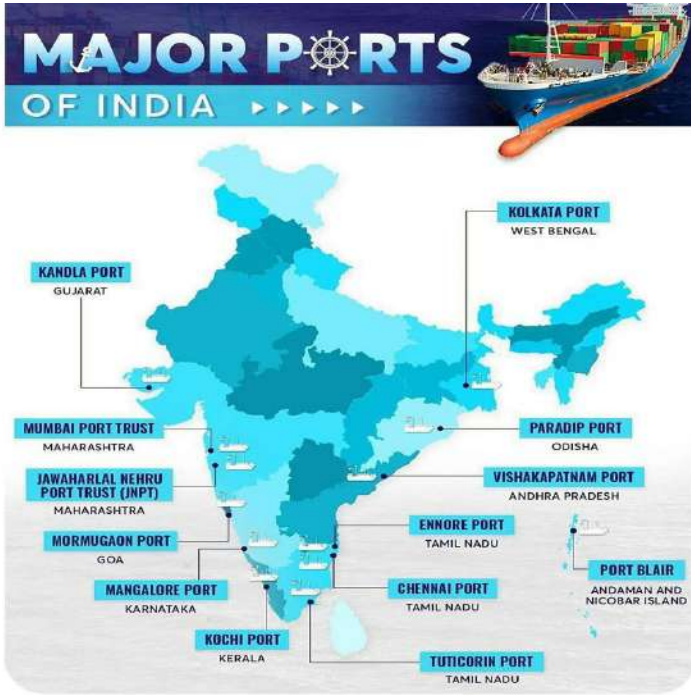 MAJOR PORTS
OF INDIA
KOLKATA PORT
WEST BENGAL
KANDLA PORT
GUJARAT
MUMBAI PORT TRUST
MAHARASHTRA
PARADIP PORT
ODISHA
JAWAHARLAL NEHRU
PORT TRUST (JNPT)
MAHARASHTRA
VISHAKAPATNAM PORT
ANDHRA PRADESH
MORMUGAON PORT
GOA
ENNORE PORT
TAMIL NADU
PORT BLAIR
ANDAMAN AND
NICOBAR ISLAND
MANGALORE PORT
KARNATAKA
CHENNAI PORT
TAMIL NADU
KOCHI PORT
KERALA
TUTICORIN PORT
TAMIL NADU